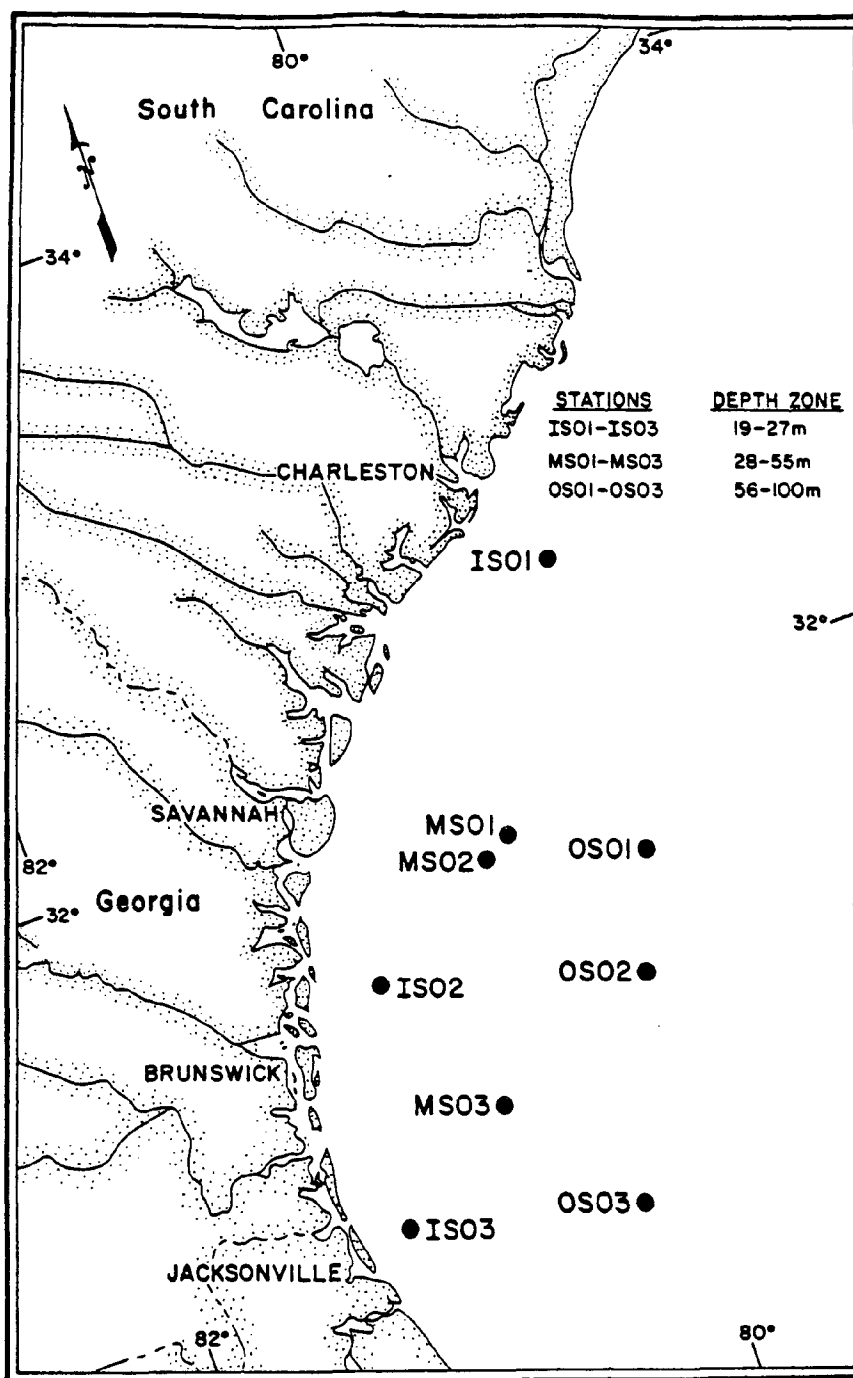 80°
34°
South Carolina
N
34°
STATIONS DEPTH ZONE
IS01-IS03 19-27m
MS01-MS03 28-55m
OS01-OS03 56-100m
CHARLESTON
IS01
32°
SAVANNAH
MS01
MS02
OS01
82°
Georgia
32°
OS02
IS02
BRUNSWICK
MS03
OS03
IS03
JACKSONVILLE
82°
80°